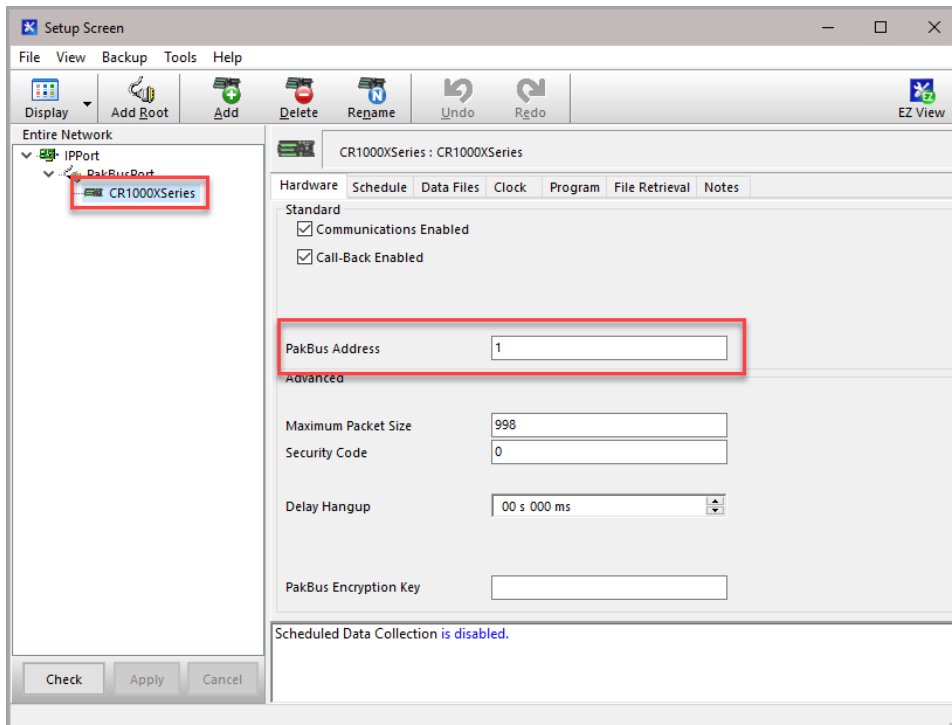 Setup Screen
File View Backup Tools Help
Display Add Root Add Delete Rename Undo Redo EZ View
Entire Network
IPPort
PakBusPort
CR1000XSeries
CR1000XSeries : CR1000XSeries
Hardware Schedule Data Files Clock Program File Retrieval Notes
Standard
Communications Enabled
Call-Back Enabled
PakBus Address 1
Advanced
Maximum Packet Size 998
Security Code 0
Delay Hangup 00 s 000 ms
PakBus Encryption Key
Scheduled Data Collection is disabled.
Check Apply Cancel